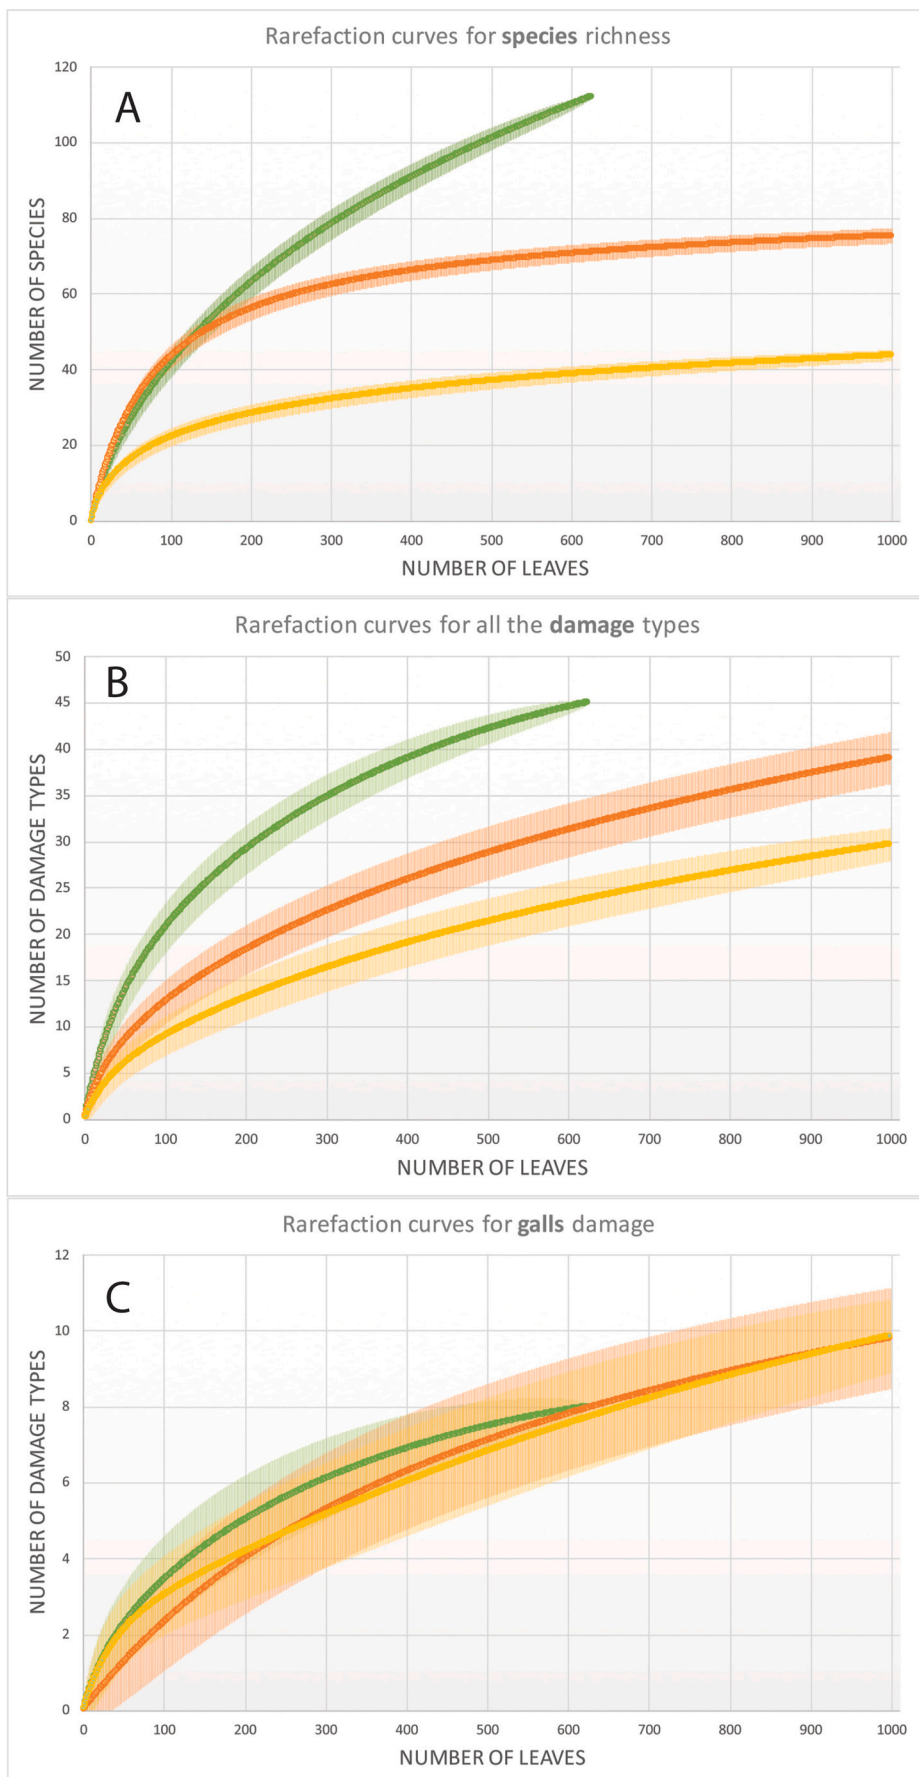 Rarefaction curves for species richness
A
120
100
80
60
40
20
0
NUMBER OF SPECIES
0 100 200 300 400 500 600 700 800 900 1000
NUMBER OF LEAVES
Rarefaction curves for all the damage types
B
50
45
40
35
30
25
20
15
10
5
0
NUMBER OF DAMAGE TYPES
0 100 200 300 400 500 600 700 800 900 1000
NUMBER OF LEAVES
Rarefaction curves for galls damage
C
12
10
8
6
4
2
0
NUMBER OF DAMAGE TYPES
0 100 200 300 400 500 600 700 800 900 1000
NUMBER OF LEAVES